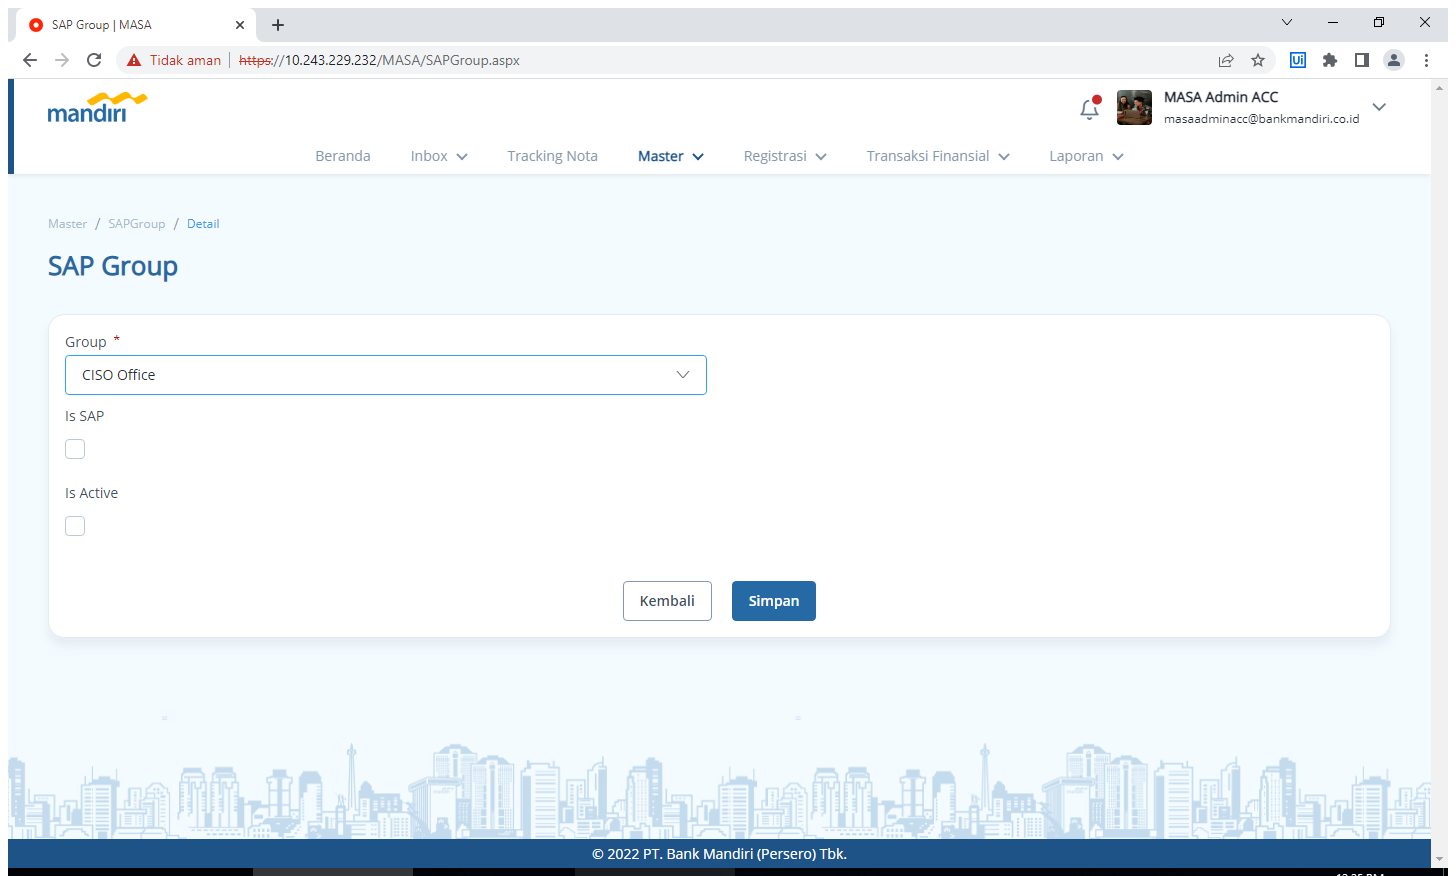 SAP Group | MASA
Tidak aman https://10.243.229.232/MASA/SAPGroup.aspx
Ui
mandiri
MASA Admin ACC
masaadminacc@bankmandiri.co.id
Beranda Inbox Tracking Nota Master Registrasi Transaksi Finansial Laporan
Master / SAPGroup / Detail
SAP Group
Group *
CISO Office
Is SAP
Is Active
Kembali Simpan
© 2022 PT. Bank Mandiri (Persero) Tbk.